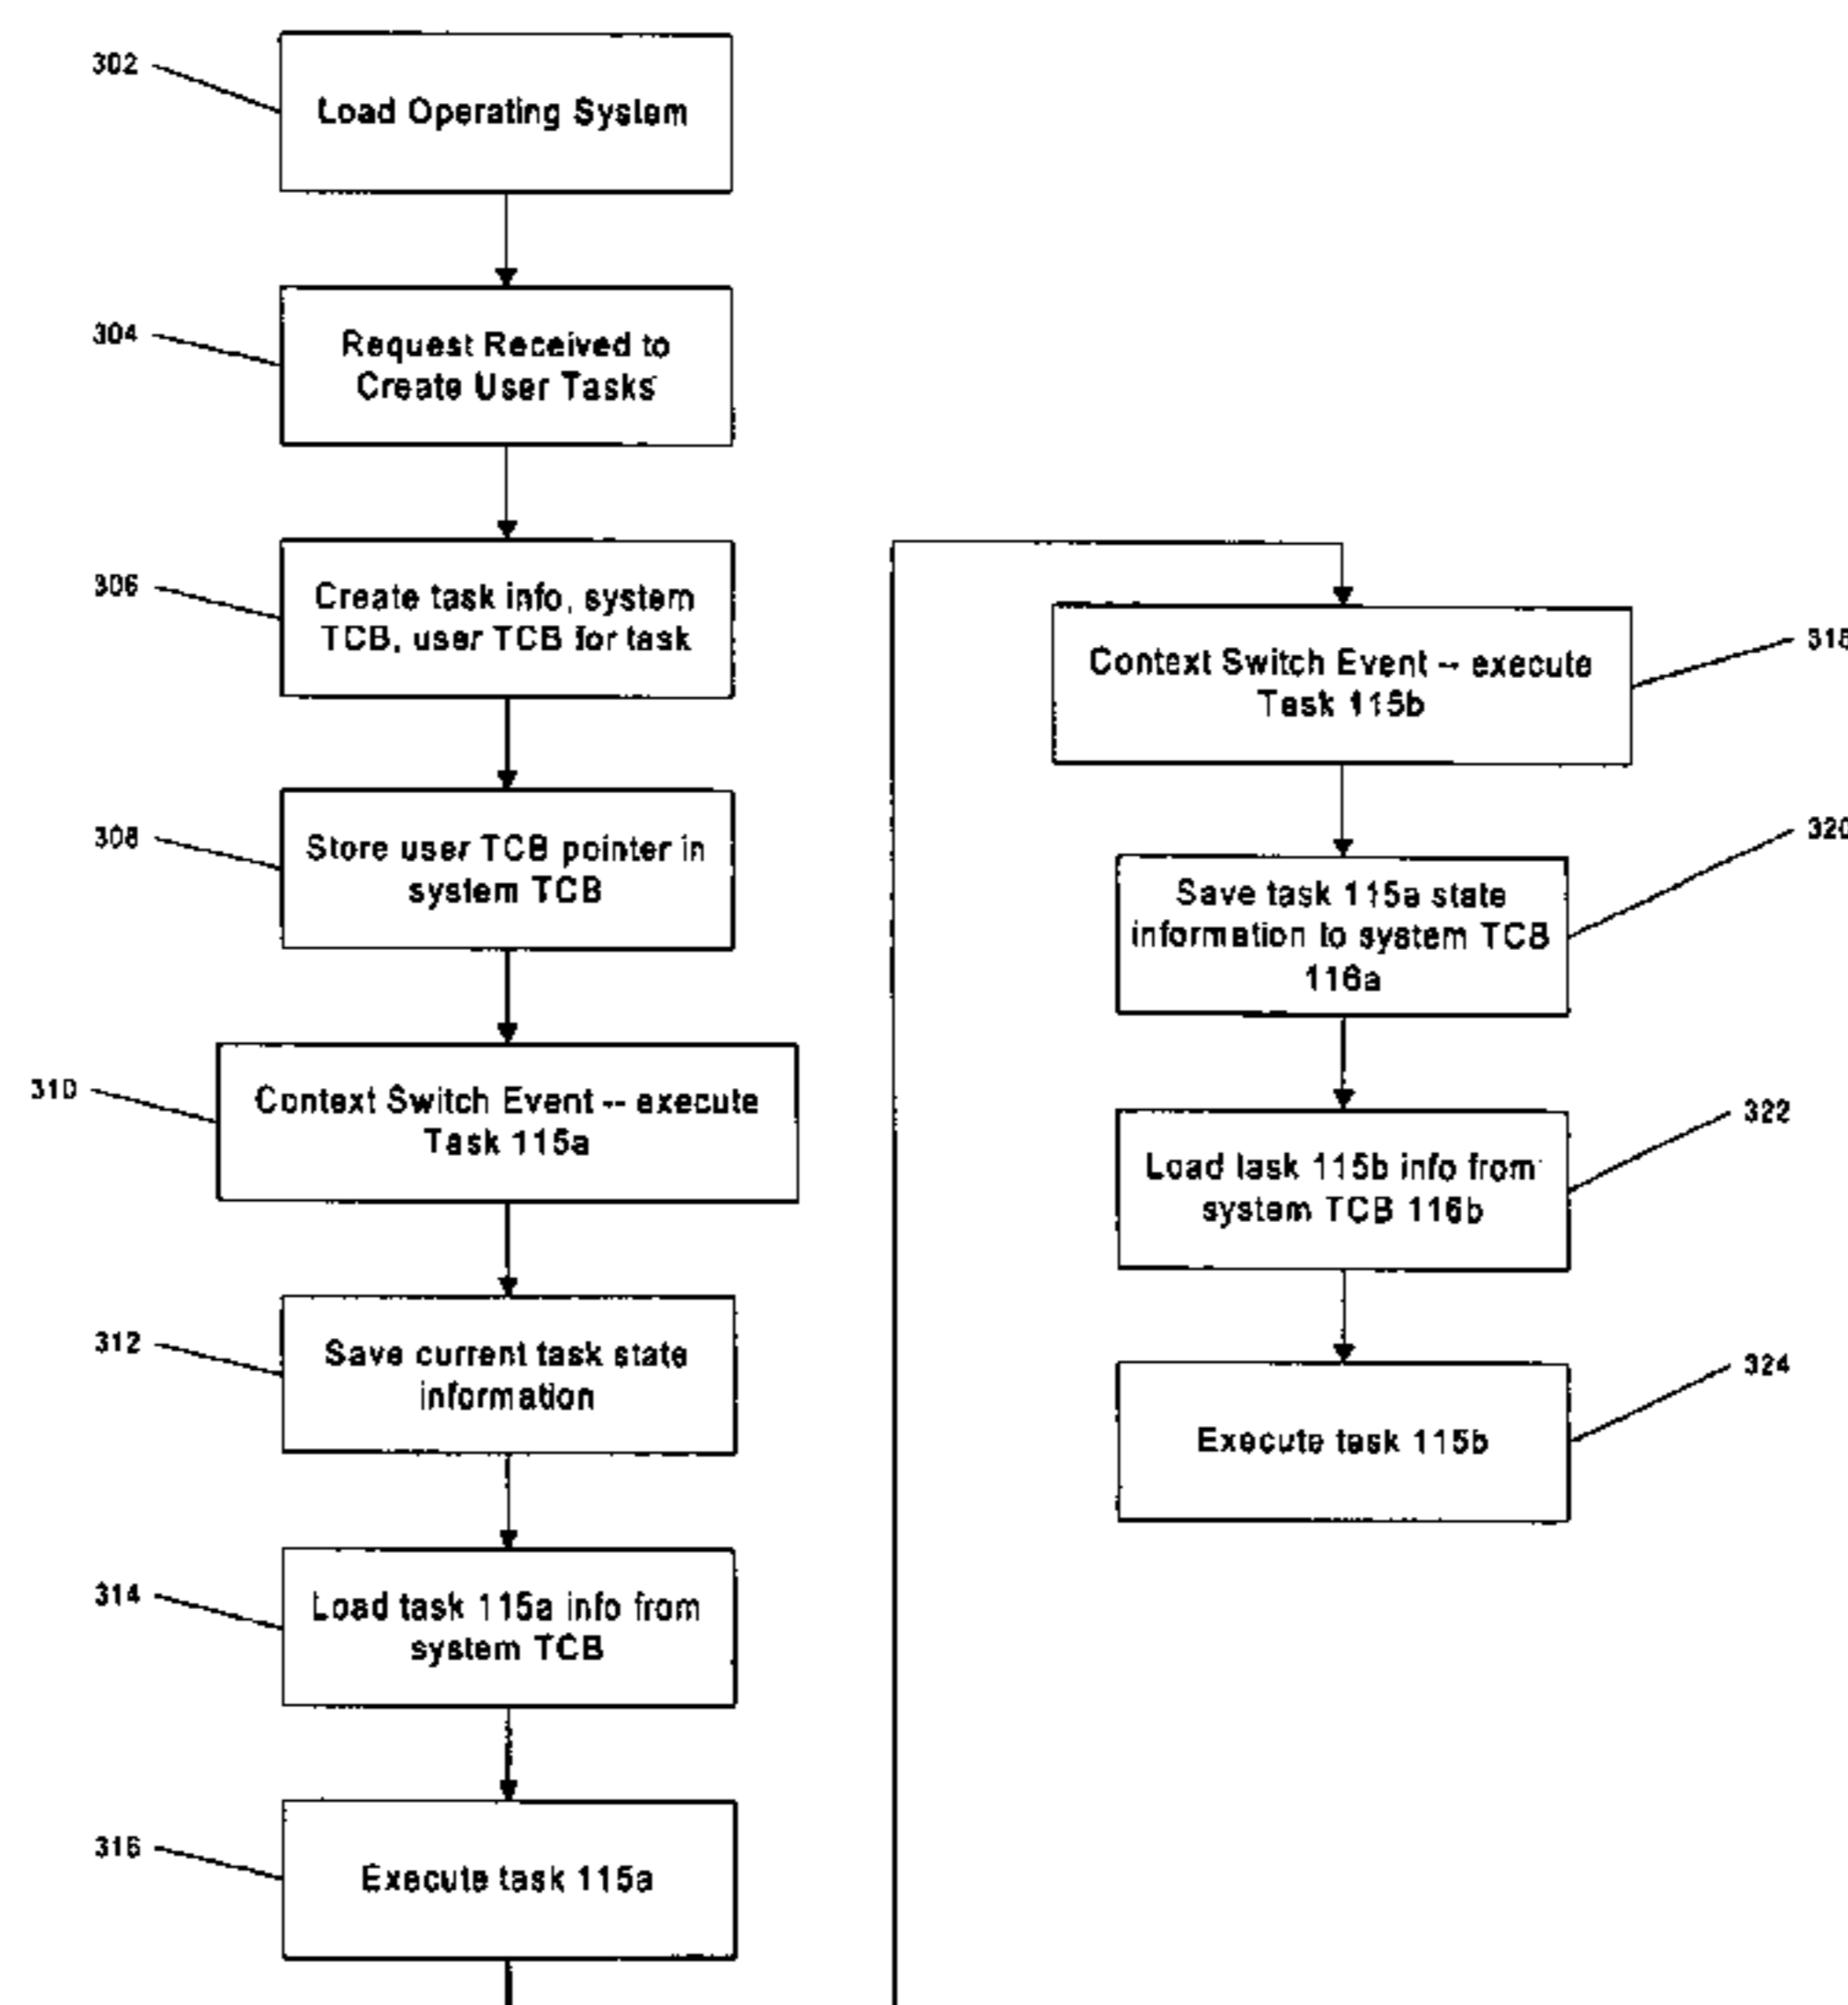 302
Load Operating System
304
Request Received to
Create User Tasks
306
Create task info, system
TCB, user TCB for task
308
Store user TCB pointer in
system TCB
310
Context Switch Event -- execute
Task 115a
312
Save current task state
information
314
Load task 115a info from
system TCB
316
Execute task 115a
Context Switch Event -- execute
Task 115b
318
320
Save task 115a state
information to system TCB
116a
322
Load task 115b info from
system TCB 116b
324
Execute task 115b